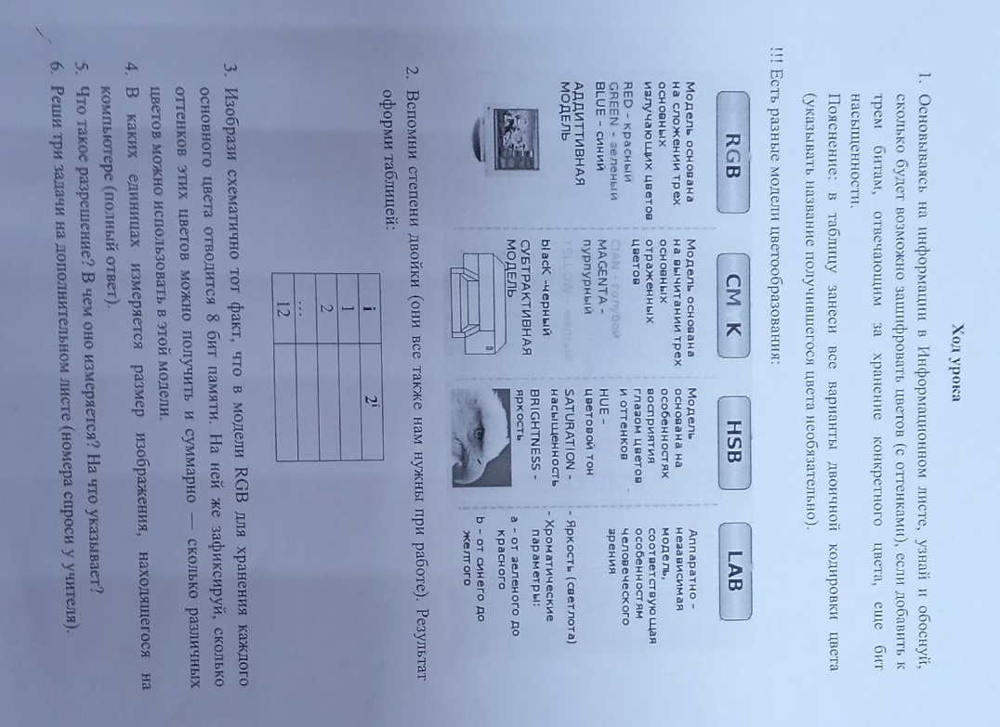 Ход урока
1. Основываясь на информации в Информационном листе, узнай и обоснуй,
сколько будет возможно зашифровать цветов (с оттенками), если добавить к
трем битам, отвечающим за хранение конкретного цвета, еще бит
насыщенности.
Пояснение: в таблицу занеси все варианты двоичной кодировки цвета
(указывать название получившегося цвета необязательно).
!!! Есть разные модели цветообразования:
RGB
Модель основана
на сложении трех
основных
излучающих цветов
RED - красный
GREEN - зеленый
BLUE - синий
АДДИТИВНАЯ
МОДЕЛЬ
CM K
Модель основана
на вычитании трех
основных
отраженных
цветов
CIAN - голубой
MAGENTA -
пурпурный
YELLOW - желтый
black -черный
СУБТРАКТИВНАЯ
МОДЕЛЬ
HSB
Модель
основана на
особенностях
восприятия
глазом цветов
и оттенков
HUE -
цветовой тон
SATURATION -
насыщенность
BRIGHTNESS -
яркость
LAB
Аппаратно -
независимая
модель,
соответствующая
особенностям
человеческого
зрения
- Яркость (светлота)
- Хроматические
параметры:
a - от зеленого до
красного
b - от синего до
желтого
2. Вспомни степени двойки (они все также нам нужны при работе). Результат
оформи таблицей:
i 2ⁱ
1
2
...
12
3. Изобрази схематично тот факт, что в модели RGB для хранения каждого
основного цвета отводится 8 бит памяти. На ней же зафиксируй, сколько
оттенков этих цветов можно получить и суммарно — сколько различных
цветов можно использовать в этой модели.
4. В каких единицах измеряется размер изображения, находящегося на
компьютере (полный ответ).
5. Что такое разрешение? В чем оно измеряется? На что указывает?
6. Реши три задачи на дополнительном листе (номера спроси у учителя).